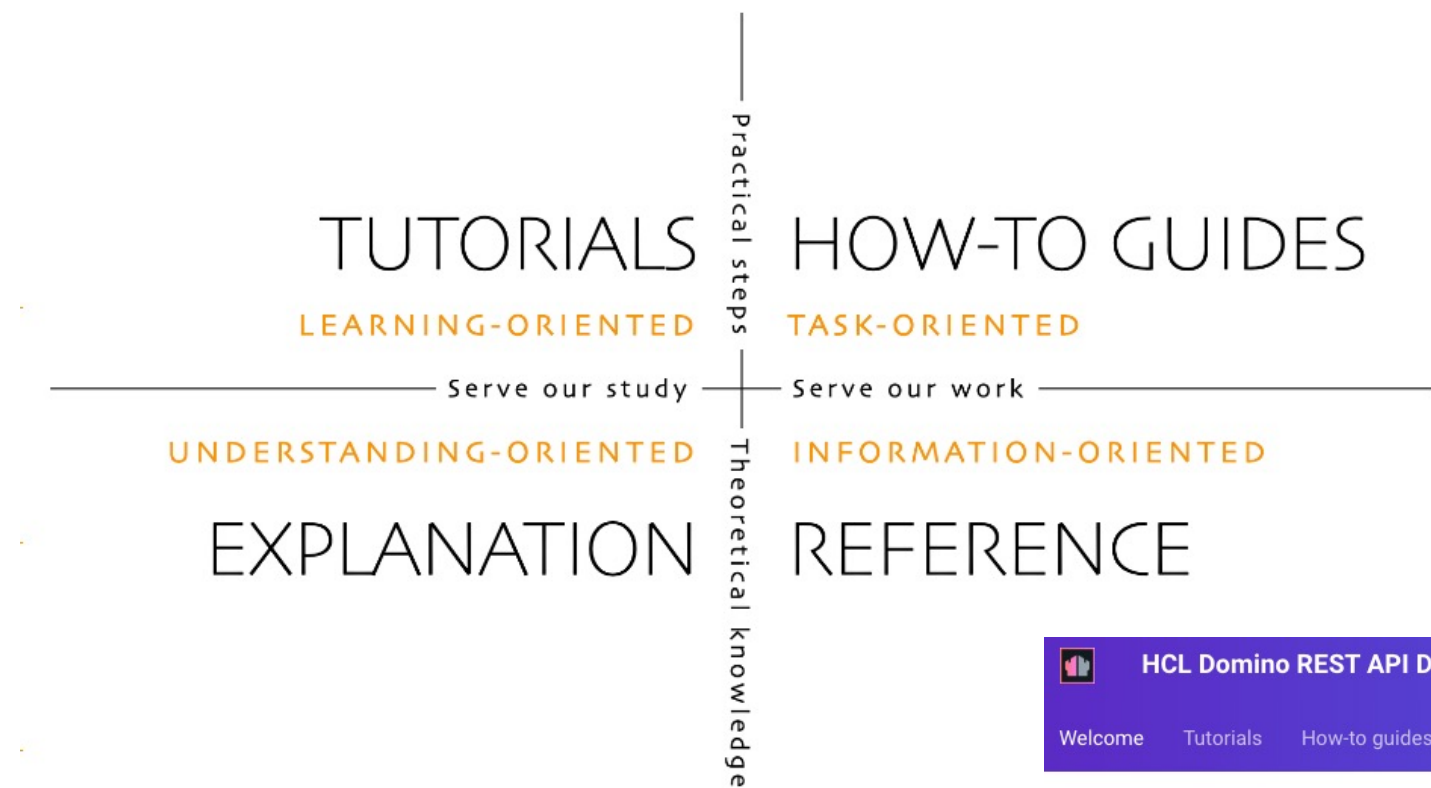 Practical steps
TUTORIALS
HOW-TO GUIDES
LEARNING-ORIENTED
TASK-ORIENTED
Serve our study
Serve our work
UNDERSTANDING-ORIENTED
INFORMATION-ORIENTED
Theoretical knowledge
EXPLANATION
REFERENCE
HCL Domino REST API D
Welcome Tutorials How-to guides